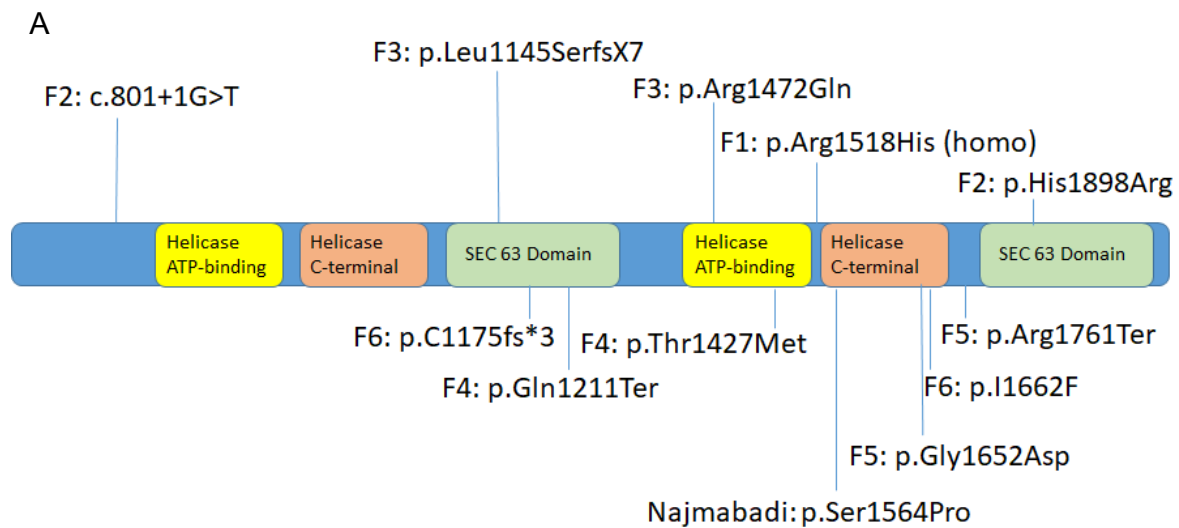 A
F3: p.Leu1145SerfsX7
F2: c.801+1G>T
F3: p.Arg1472Gln
F1: p.Arg1518His (homo)
F2: p.His1898Arg
Helicase
ATP-binding
Helicase
C-terminal
SEC 63 Domain
Helicase
ATP-binding
Helicase
C-terminal
SEC 63 Domain
F6: p.C1175fs*3
F4: p.Thr1427Met
F5: p.Arg1761Ter
F4: p.Gln1211Ter
F6: p.I1662F
F5: p.Gly1652Asp
Najmabadi: p.Ser1564Pro